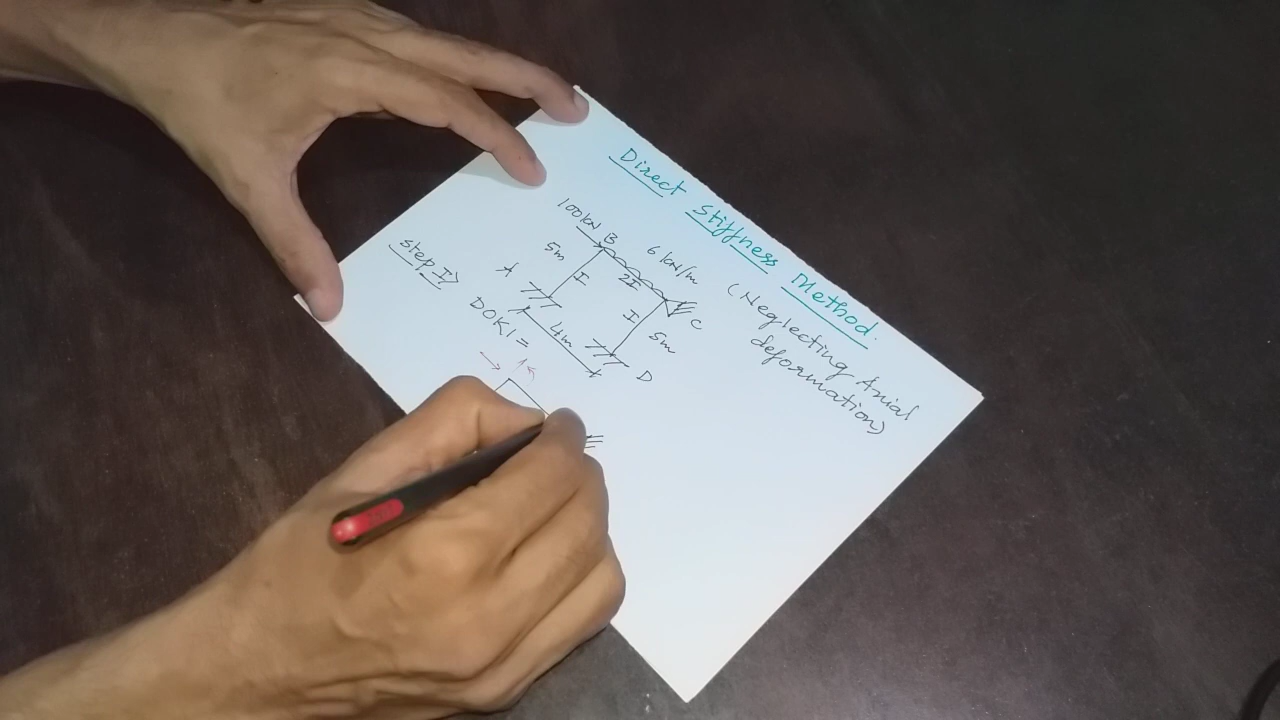 Direct Stiffness Method.
(Neglecting Axial
deformation)
100kN B 6 kN/m
5m I 2I
A I C
5m
4m D
Step I>
DOKI =